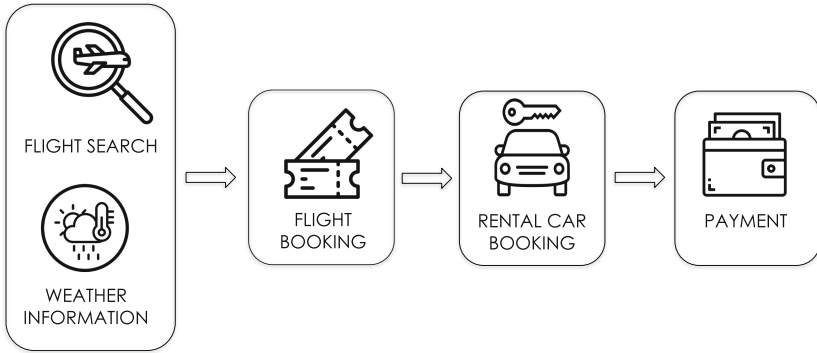 FLIGHT SEARCH
WEATHER
INFORMATION
FLIGHT
BOOKING
RENTAL CAR
BOOKING
PAYMENT